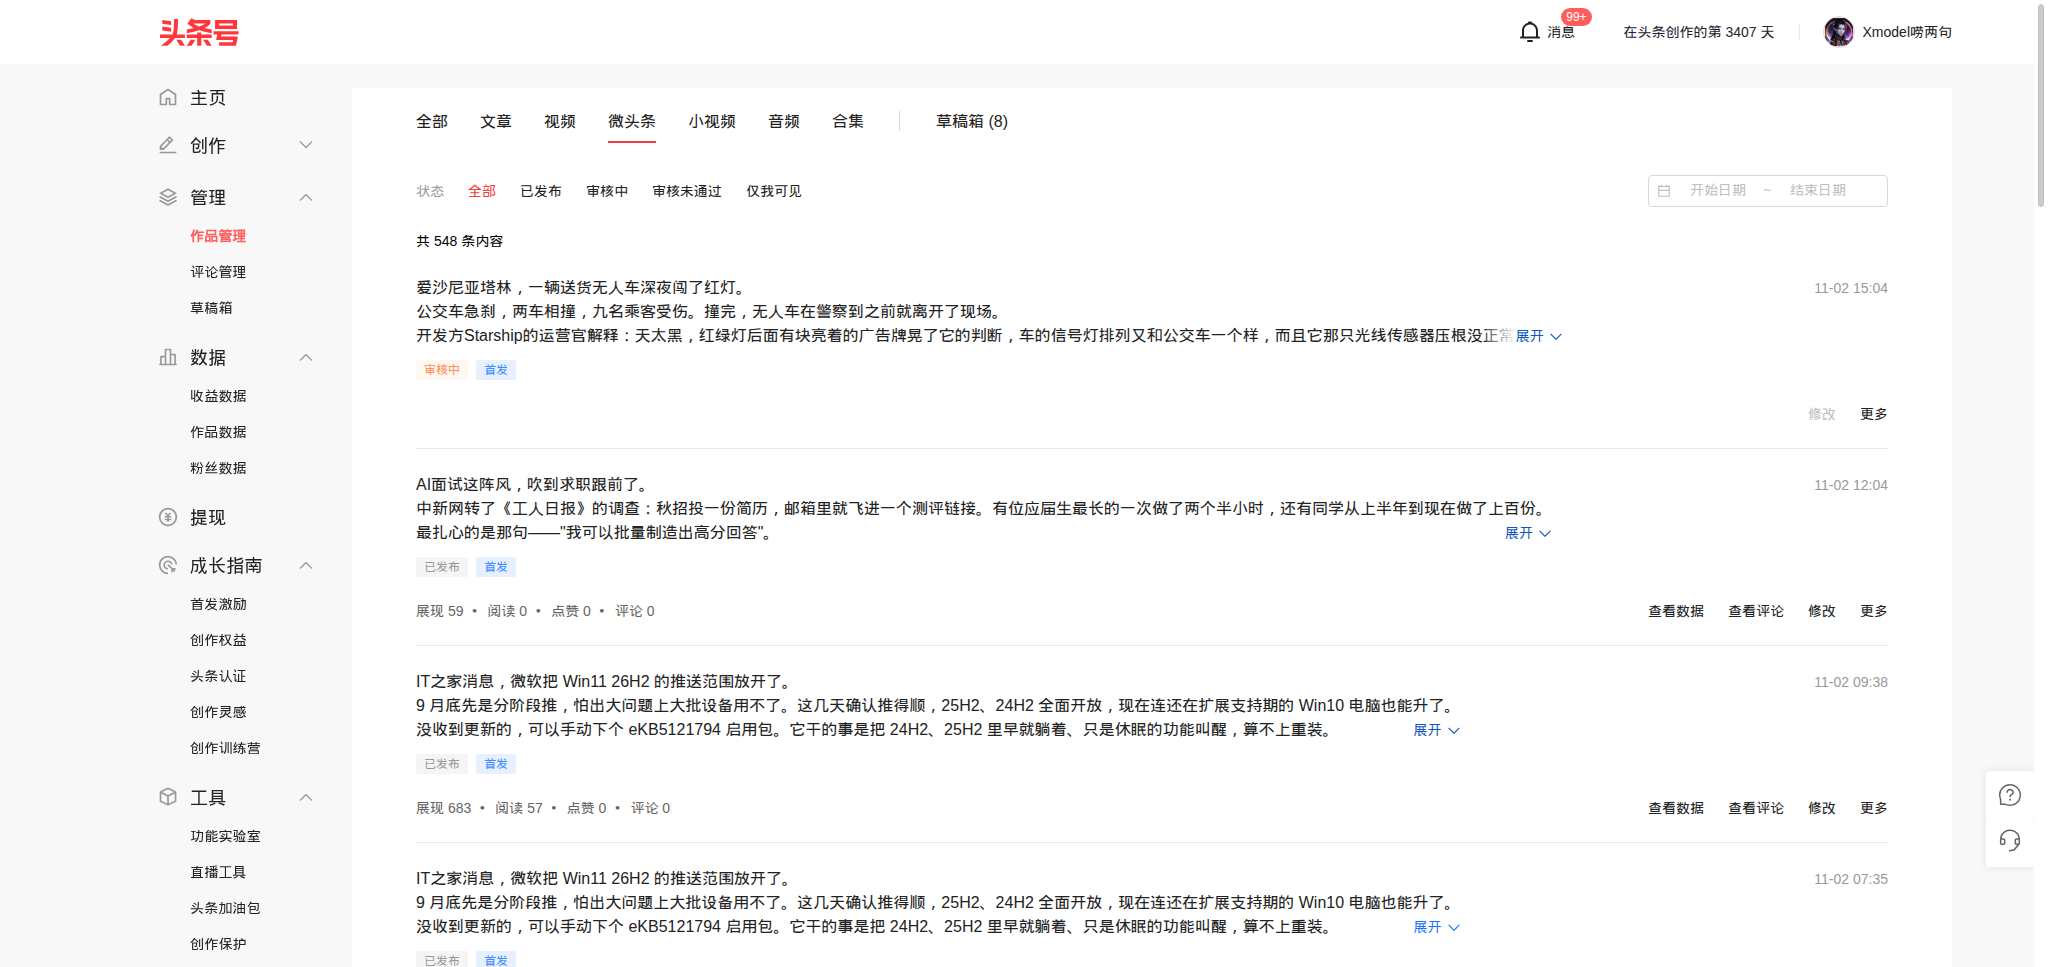 头条号
99+
消息
在头条创作的第 3407 天
Xmodel唠两句
主页
创作
管理
作品管理
评论管理
草稿箱
数据
收益数据
作品数据
粉丝数据
提现
成长指南
首发激励
创作权益
头条认证
创作灵感
创作训练营
工具
功能实验室
直播工具
头条加油包
创作保护
全部 文章 视频 微头条 小视频 音频 合集 草稿箱 (8)
状态 全部 已发布 审核中 审核未通过 仅我可见
开始日期 ~ 结束日期
共 548 条内容
爱沙尼亚塔林，一辆送货无人车深夜闯了红灯。
11-02 15:04
公交车急刹，两车相撞，九名乘客受伤。撞完，无人车在警察到之前就离开了现场。
开发方Starship的运营官解释：天太黑，红绿灯后面有块亮着的广告牌晃了它的判断，车的信号灯排列又和公交车一个样，而且它那只光线传感器压根没正常 展开
审核中 首发
修改 更多
AI面试这阵风，吹到求职跟前了。
11-02 12:04
中新网转了《工人日报》的调查：秋招投一份简历，邮箱里就飞进一个测评链接。有位应届生最长的一次做了两个半小时，还有同学从上半年到现在做了上百份。
最扎心的是那句——"我可以批量制造出高分回答"。 展开
已发布 首发
展现 59 • 阅读 0 • 点赞 0 • 评论 0
查看数据 查看评论 修改 更多
IT之家消息，微软把 Win11 26H2 的推送范围放开了。
11-02 09:38
9 月底先是分阶段推，怕出大问题上大批设备用不了。这几天确认推得顺，25H2、24H2 全面开放，现在连还在扩展支持期的 Win10 电脑也能升了。
没收到更新的，可以手动下个 eKB5121794 启用包。它干的事是把 24H2、25H2 里早就躺着、只是休眠的功能叫醒，算不上重装。 展开
已发布 首发
展现 683 • 阅读 57 • 点赞 0 • 评论 0
查看数据 查看评论 修改 更多
IT之家消息，微软把 Win11 26H2 的推送范围放开了。
11-02 07:35
9 月底先是分阶段推，怕出大问题上大批设备用不了。这几天确认推得顺，25H2、24H2 全面开放，现在连还在扩展支持期的 Win10 电脑也能升了。
没收到更新的，可以手动下个 eKB5121794 启用包。它干的事是把 24H2、25H2 里早就躺着、只是休眠的功能叫醒，算不上重装。 展开
已发布 首发